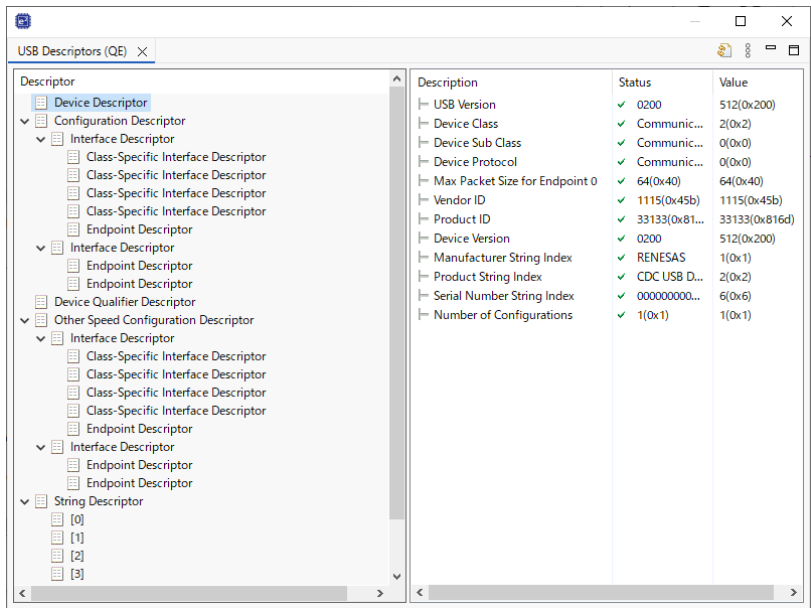 USB Descriptors (QE)
Descriptor
Device Descriptor
Configuration Descriptor
Interface Descriptor
Class-Specific Interface Descriptor
Class-Specific Interface Descriptor
Class-Specific Interface Descriptor
Class-Specific Interface Descriptor
Endpoint Descriptor
Interface Descriptor
Endpoint Descriptor
Endpoint Descriptor
Device Qualifier Descriptor
Other Speed Configuration Descriptor
Interface Descriptor
Class-Specific Interface Descriptor
Class-Specific Interface Descriptor
Class-Specific Interface Descriptor
Class-Specific Interface Descriptor
Endpoint Descriptor
Interface Descriptor
Endpoint Descriptor
Endpoint Descriptor
String Descriptor
[0]
[1]
[2]
[3]
Description Status Value
USB Version 0200 512(0x200)
Device Class Communic... 2(0x2)
Device Sub Class Communic... 0(0x0)
Device Protocol Communic... 0(0x0)
Max Packet Size for Endpoint 0 64(0x40) 64(0x40)
Vendor ID 1115(0x45b) 1115(0x45b)
Product ID 33133(0x81... 33133(0x816d)
Device Version 0200 512(0x200)
Manufacturer String Index RENESAS 1(0x1)
Product String Index CDC USB D... 2(0x2)
Serial Number String Index 000000000... 6(0x6)
Number of Configurations 1(0x1) 1(0x1)